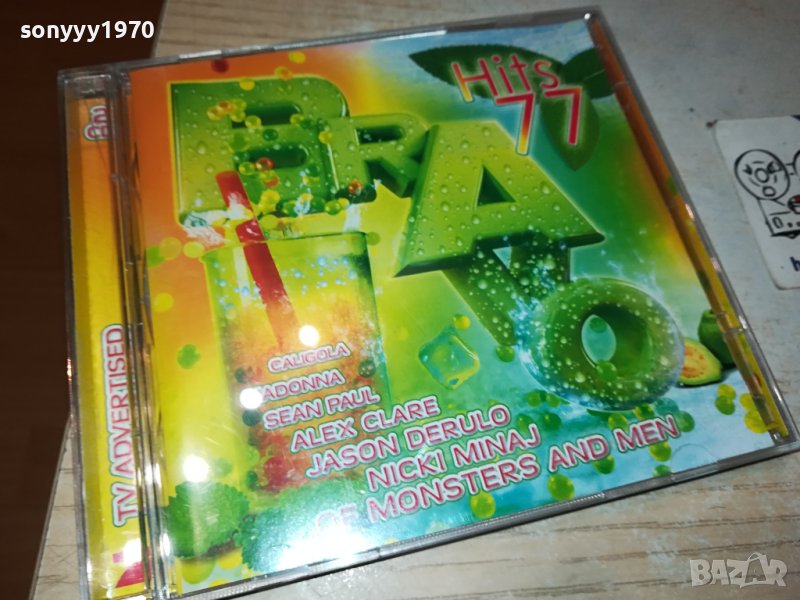 sonyyy1970
BRAVO
Hits
77
TV ADVERTISED
CALIGOLA
ADONNA
SEAN PAUL
ALEX CLARE
JASON DERULO
NICKI MINAJ
OF MONSTERS AND MEN
BAZAR